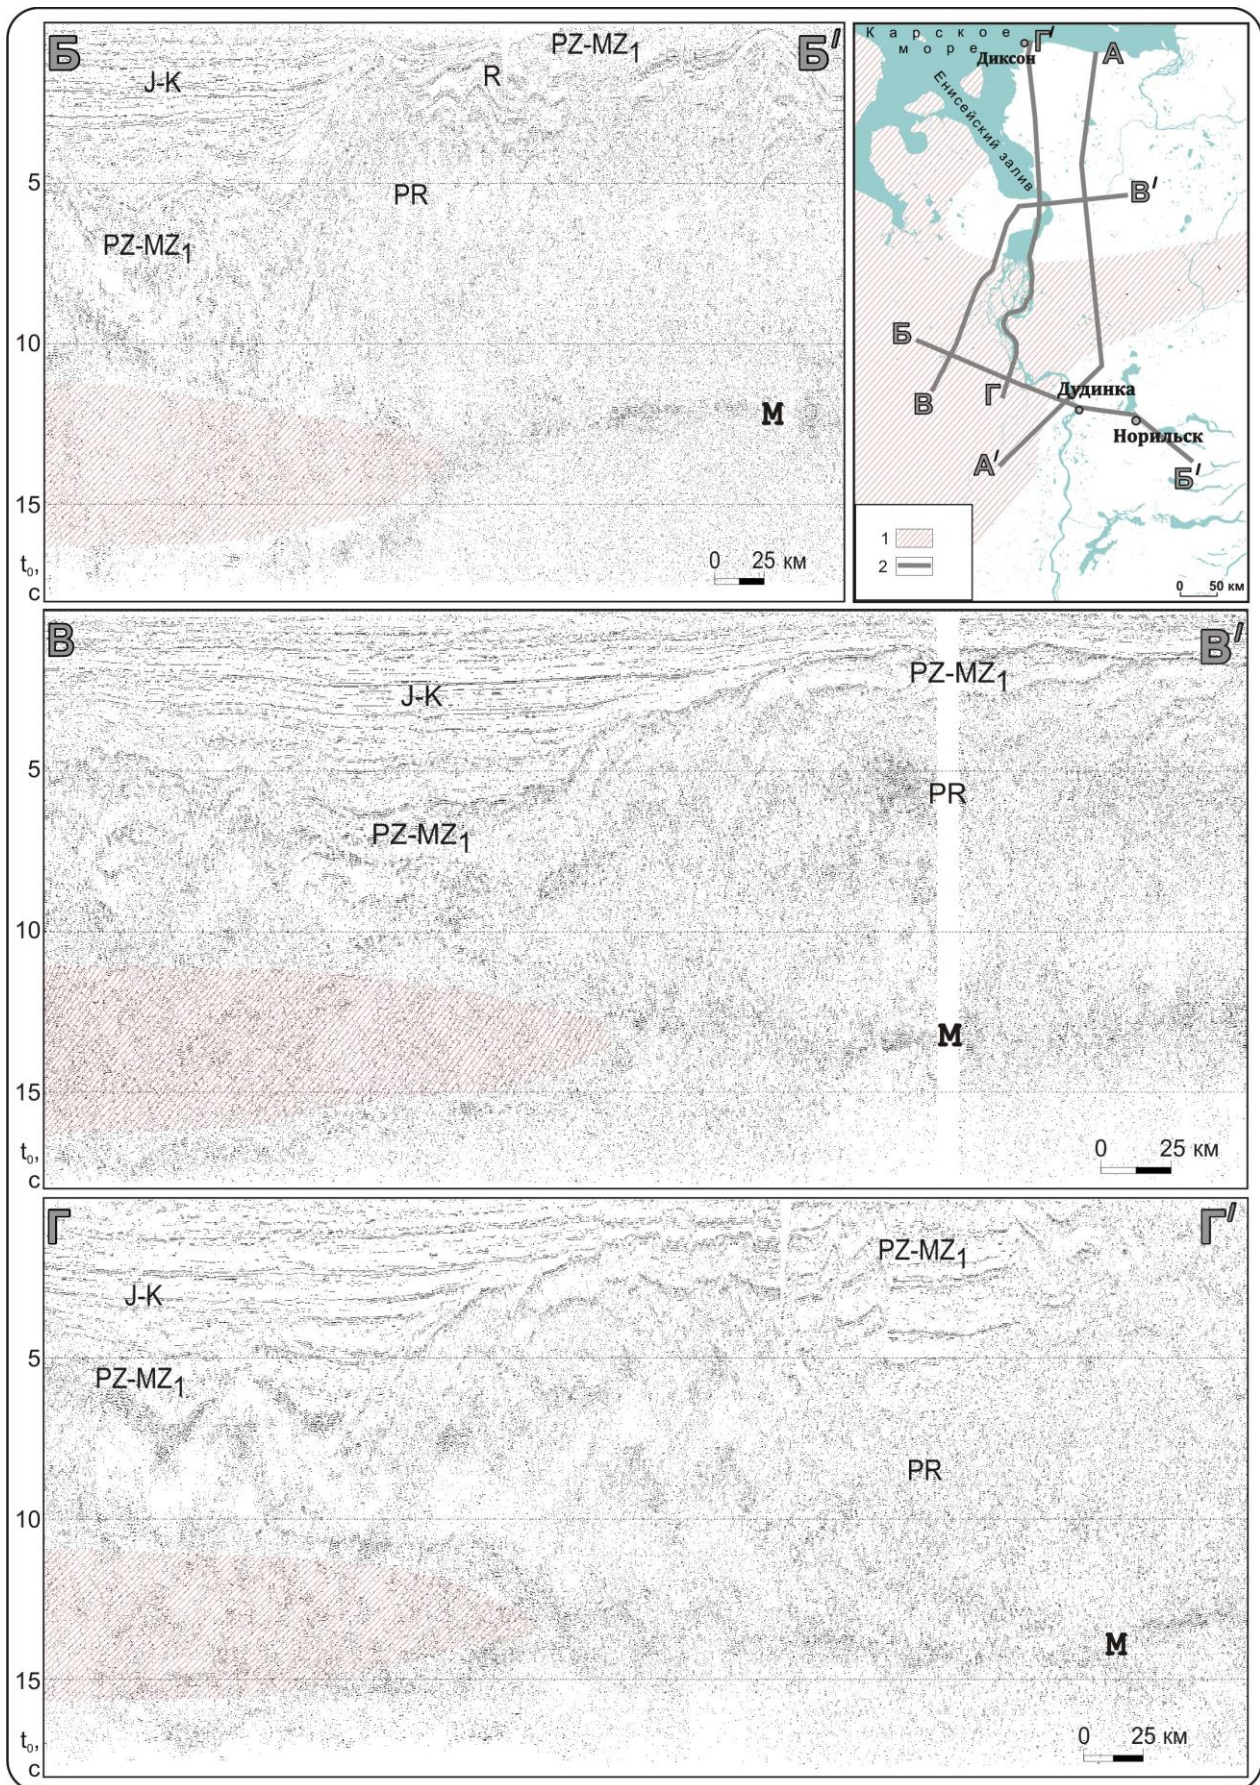 Б
Б′
PZ-MZ₁
J-K
R
5
PR
PZ-MZ₁
10
М
15
t₀,
с
0 25 км
Карское
море
Диксон
Г′
А
Енисейский залив
В′
Б
В
Г
Дудинка
Норильск
А′
Б′
1
2
0 50 км
В
В′
PZ-MZ₁
J-K
5
PR
PZ-MZ₁
10
М
15
0 25 км
t₀,
с
Г
Г′
PZ-MZ₁
J-K
5
PZ-MZ₁
PR
10
М
15
t₀,
с
0 25 км